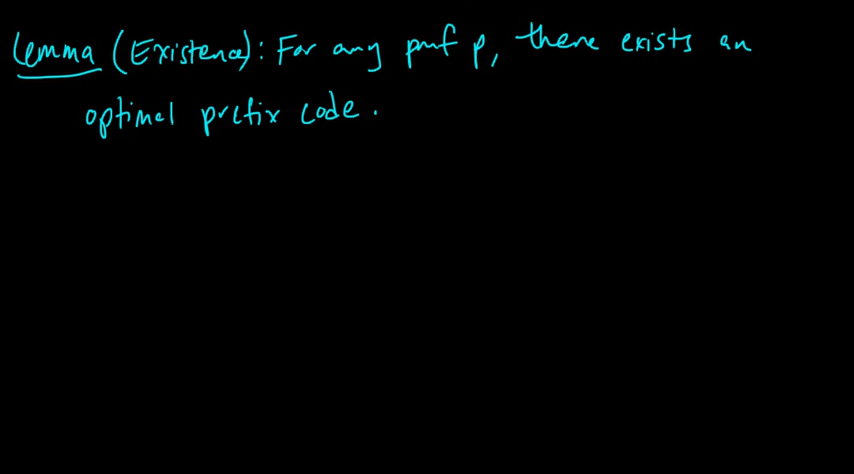 Lemma (Existence): For any pmf p, there exists an
optimal prefix code.